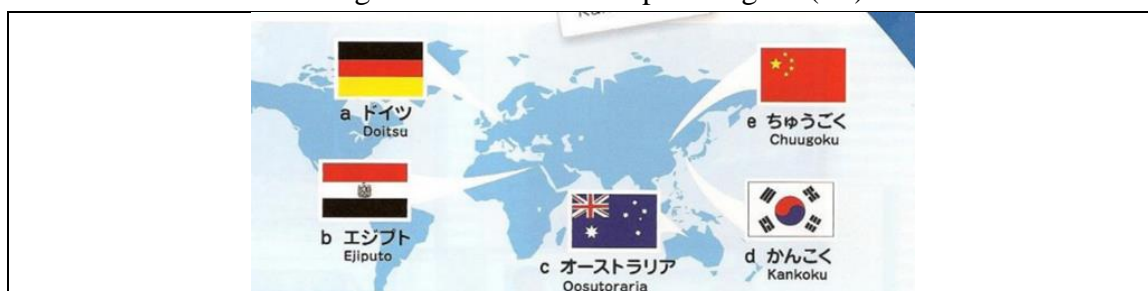 a ドイツ
Doitsu
e ちゅうごく
Chuugoku
b エジプト
Ejiputo
c オーストラリア
Oosutoraria
d かんこく
Kankoku